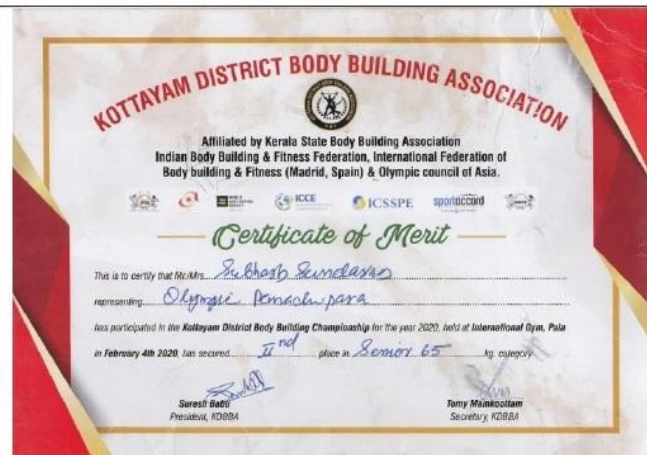 KOTTAYAM DISTRICT BODY BUILDING ASSOCIATION
Affiliated by Kerala State Body Building Association
Indian Body Building & Fitness Federation, International Federation of
Body building & Fitness (Madrid, Spain) & Olympic council of Asia.
ICCE ICSSPE sportaccord
Certificate of Merit
This is to certify that Mr./Mrs. Subhash
representing Olympic
has participated in the Kottayam District Body Building Championship for the year 2020, held at International Gym, Pala
in February 4th 2020, has secured IInd place in Senior 65 kg. category
Suresh Babu Tomy Mamkoottam
President, KDBBA Secretary, KDBBA